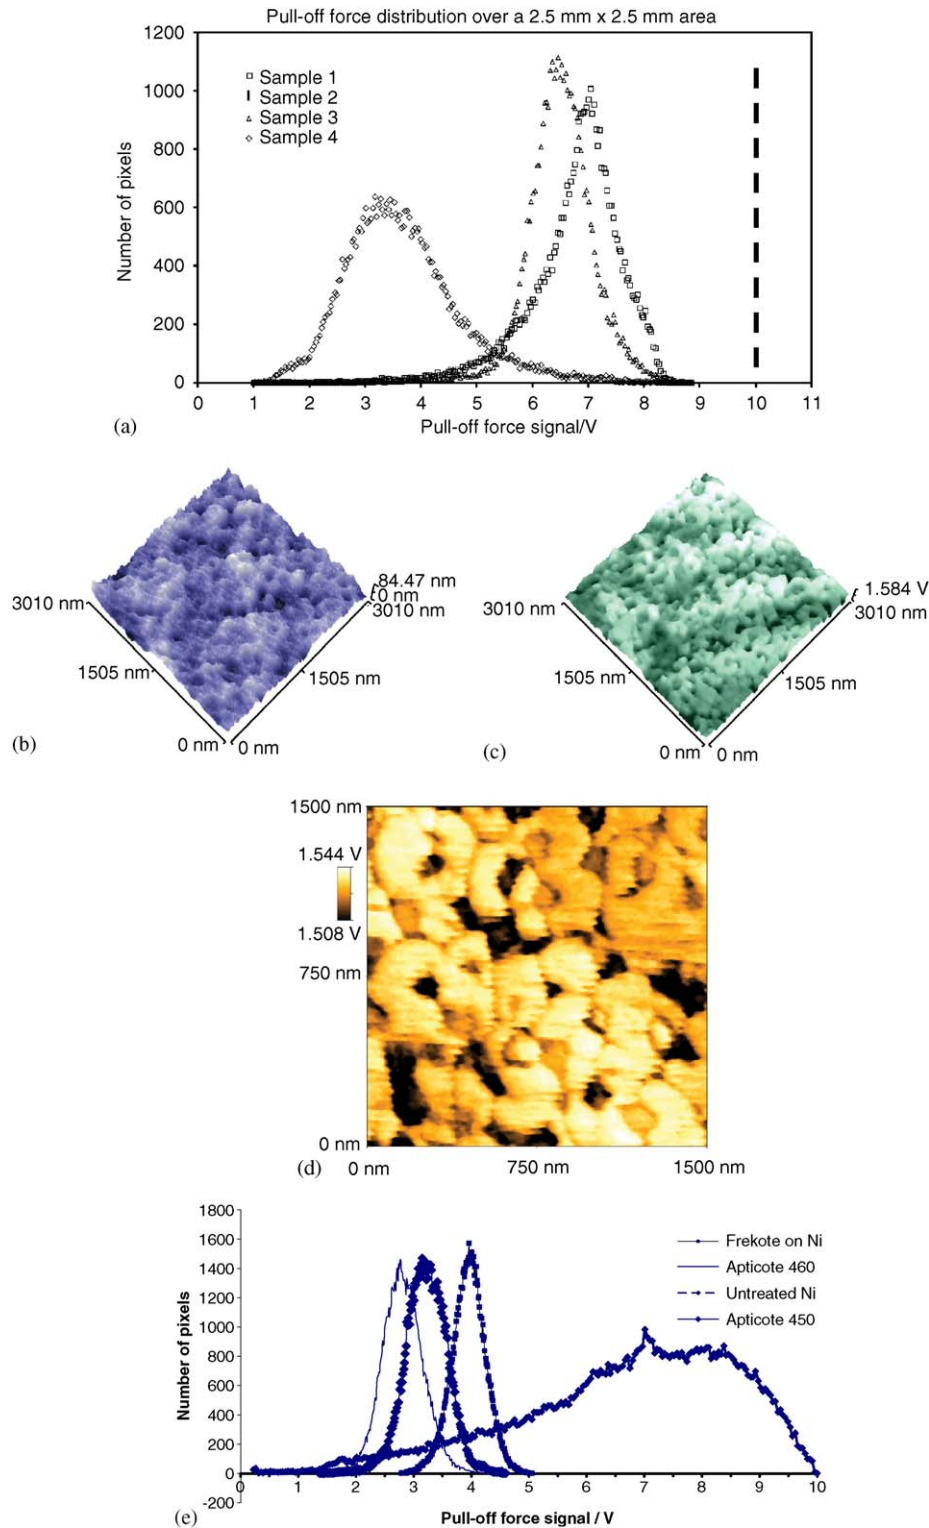 Pull-off force distribution over a 2.5 mm x 2.5 mm area
1200
1000
800
600
400
200
0
Number of pixels
Sample 1
Sample 2
Sample 3
Sample 4
0 1 2 3 4 5 6 7 8 9 10 11
Pull-off force signal/V
(a)
84.47 nm
0 nm
3010 nm
3010 nm
1505 nm
1505 nm
0 nm
0 nm
(b)
1.584 V
3010 nm
3010 nm
1505 nm
1505 nm
0 nm
0 nm
(c)
1500 nm
1.544 V
1.508 V
750 nm
0 nm
(d)
0 nm 750 nm 1500 nm
1800
1600
1400
1200
1000
800
600
400
200
0
-200
Number of pixels
Frekote on Ni
Apticote 460
Untreated Ni
Apticote 450
0 1 2 3 4 5 6 7 8 9 10
Pull-off force signal / V
(e)